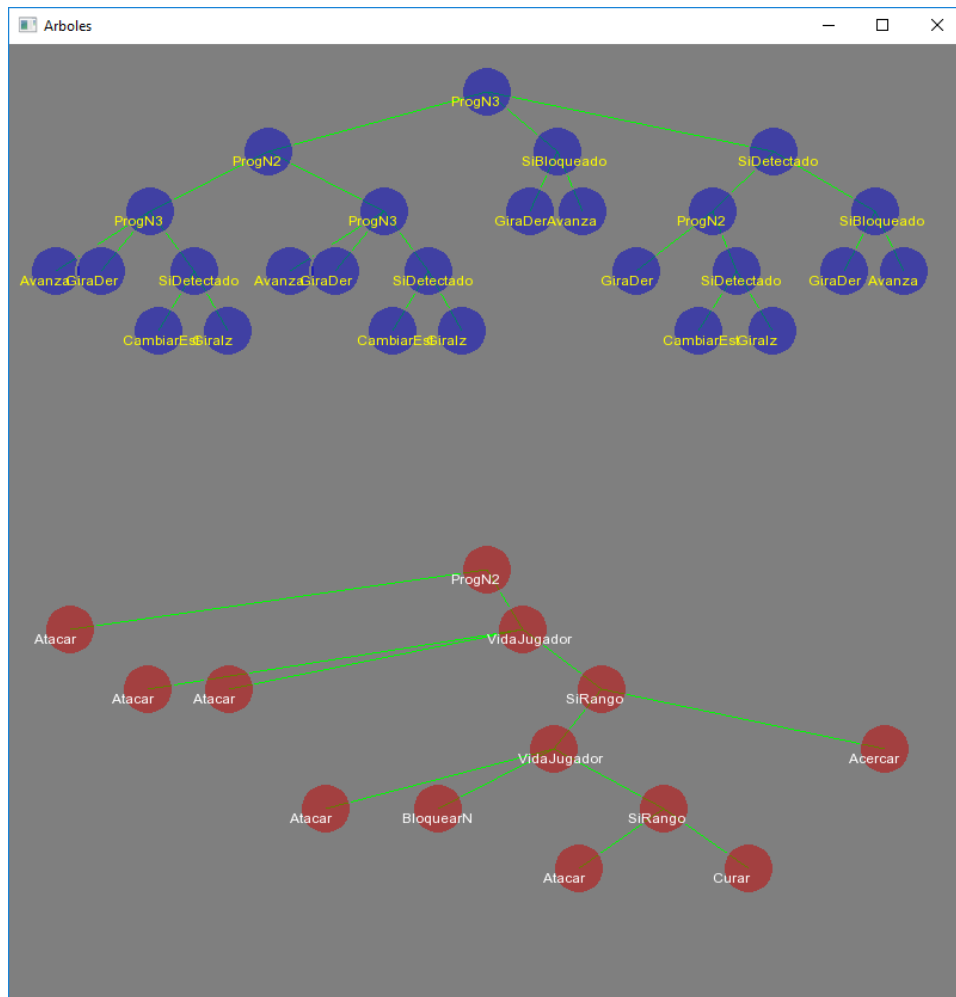 Arboles
ProgN3
ProgN2 SiBloqueado SiDetectado
ProgN3 ProgN3 GiraDer Avanza ProgN2 SiBloqueado
Avanza GiraDer SiDetectado Avanza GiraDer SiDetectado GiraDer SiDetectado GiraDer Avanza
CambiarEst GiraIz CambiarEst GiraIz CambiarEst GiraIz
ProgN2
Atacar VidaJugador
Atacar Atacar SiRango
VidaJugador Acercar
Atacar BloquearN SiRango
Atacar Curar